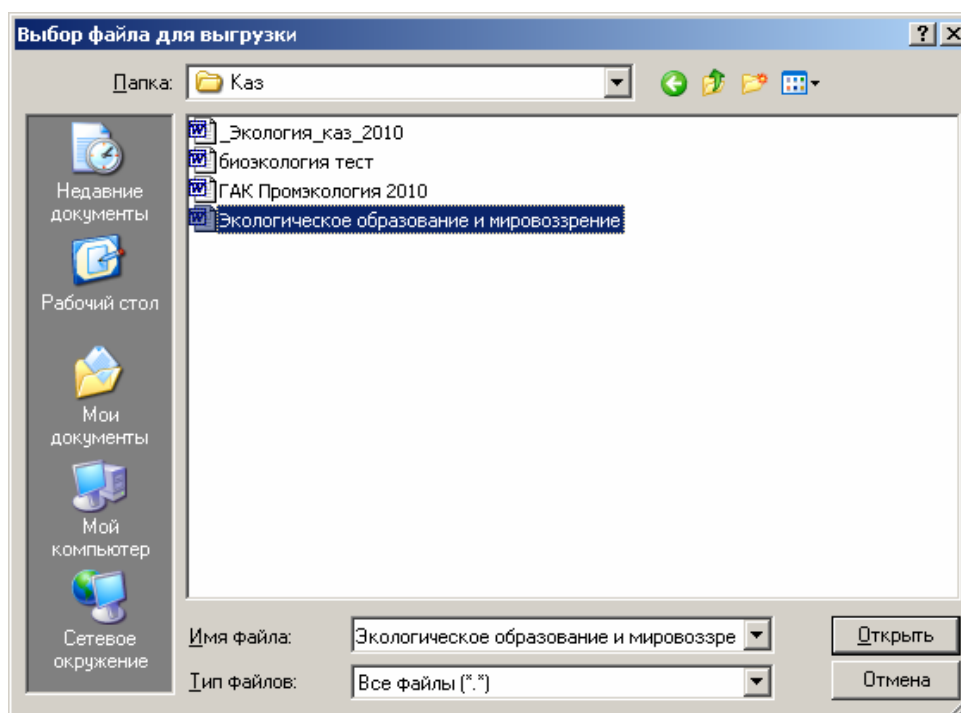 Выбор файла для выгрузки
Папка:
Каз
_Экология_каз_2010
биоэкология тест
ГАК Промэкология 2010
Экологическое образование и мировоззрение
Недавние
документы
Рабочий стол
Мои
документы
Мой
компьютер
Сетевое
окружение
Имя файла:
Экологическое образование и мировоззре
Открыть
Тип файлов:
Все файлы (*.*)
Отмена